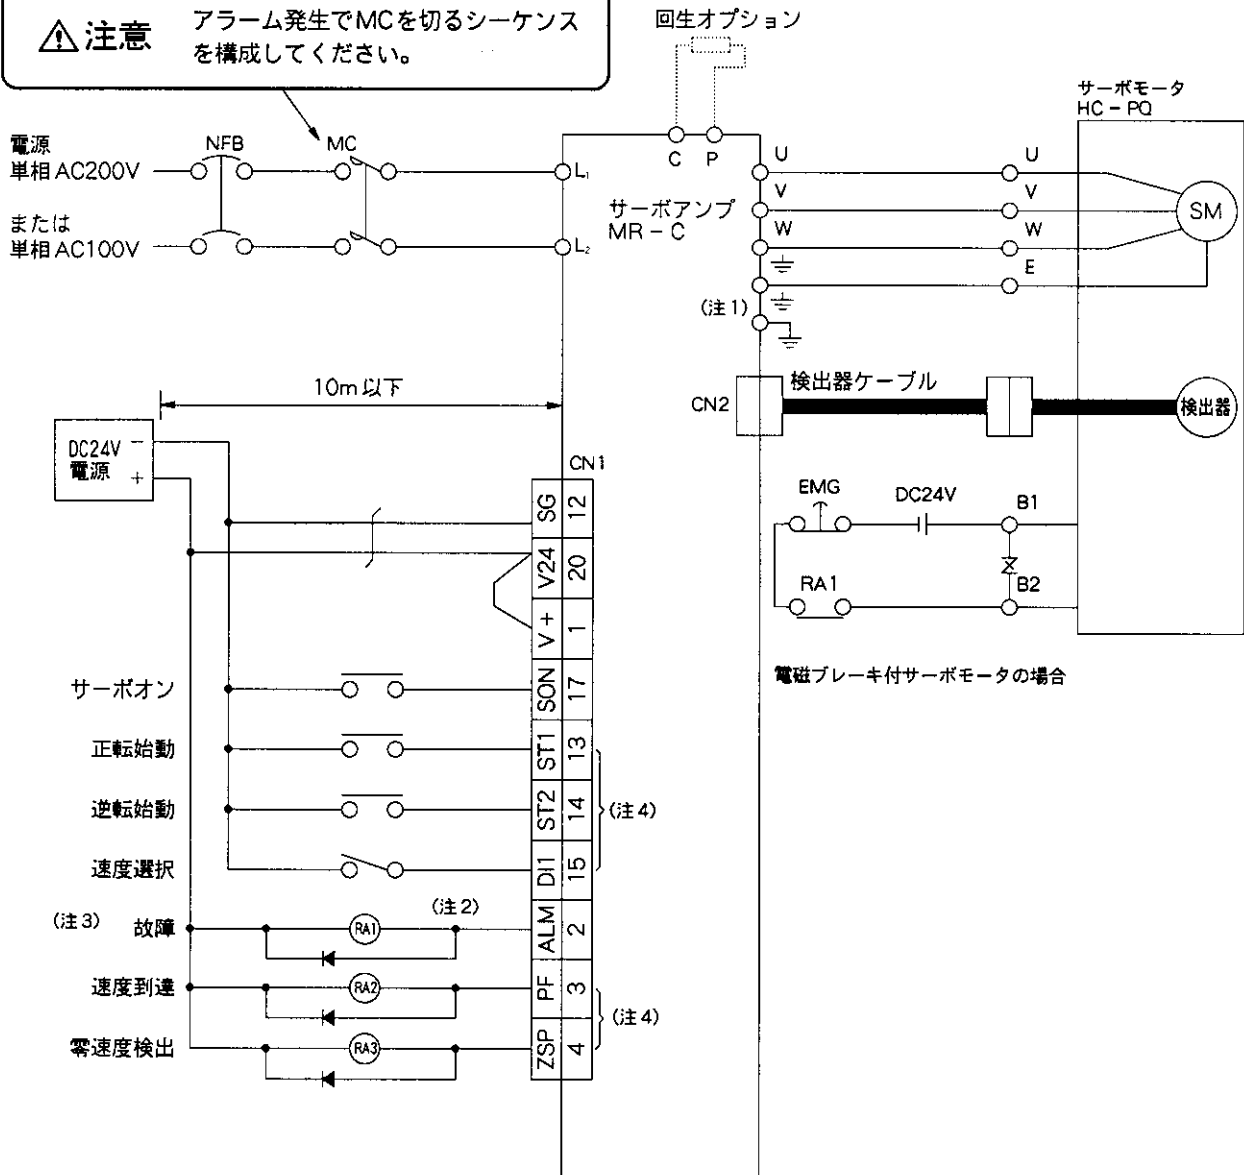 ⚠注意
アラーム発生でMCを切るシーケンス
を構成してください。
回生オプション
C P
サーボモータ
HC-PQ
電源
単相AC200V
または
単相AC100V
NFB
MC
L₁
L₂
サーボアンプ
MR-C
U
V
W
(注1)
U
V
W
E
SM
10m以下
CN2
検出器ケーブル
検出器
DC24V −
電源 +
CN1
SG 12
V24 20
V+ 1
EMG
DC24V
B1
RA1
B2
電磁ブレーキ付サーボモータの場合
サーボオン
SON 17
正転始動
ST1 13
逆転始動
ST2 14
(注4)
速度選択
DI1 15
(注3) 故障
RA1
(注2)
ALM 2
速度到達
RA2
PF 3
(注4)
零速度検出
RA3
ZSP 4